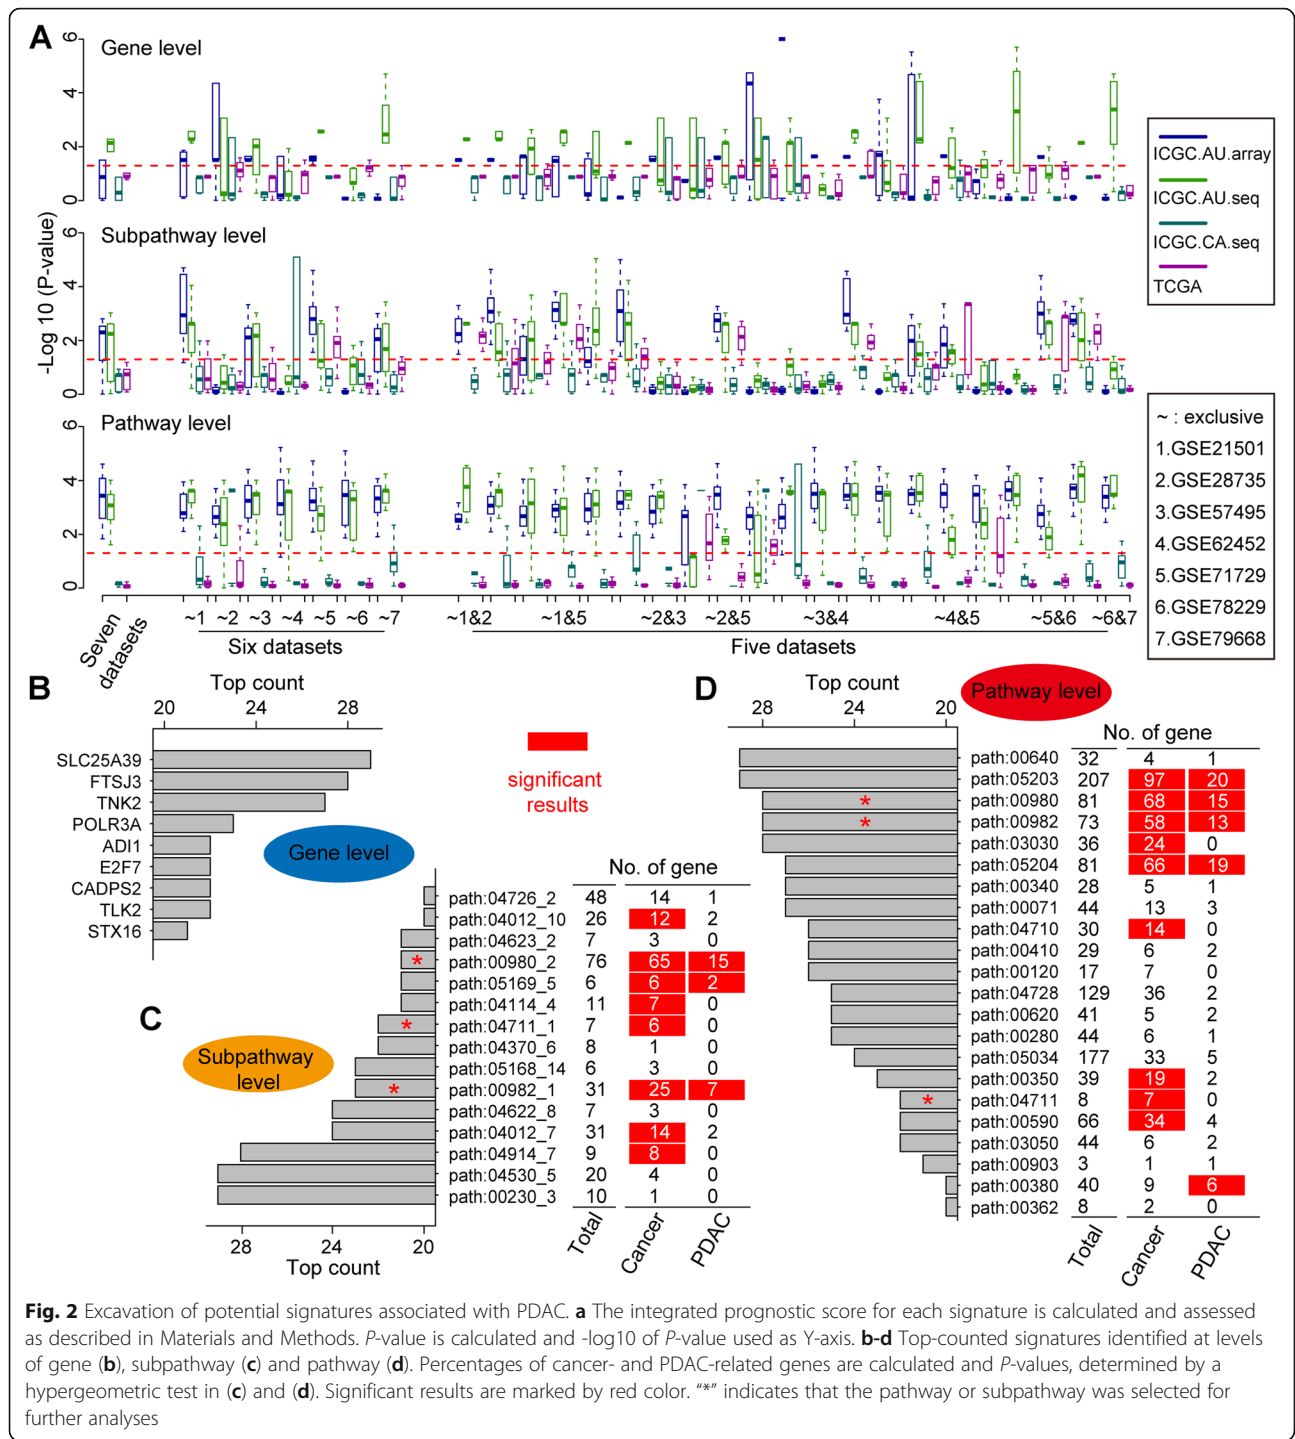 A
-Log 10 (P-value)
6
4
2
0
Gene level
6
4
2
0
Subpathway level
6
4
2
0
Pathway level
Seven datasets
~1 ~2 ~3 ~4 ~5 ~6 ~7
Six datasets
~1&2 ~1&5 ~2&3 ~2&5 ~3&4 ~4&5 ~5&6 ~6&7
Five datasets
ICGC.AU.array
ICGC.AU.seq
ICGC.CA.seq
TCGA
~ : exclusive
1.GSE21501
2.GSE28735
3.GSE57495
4.GSE62452
5.GSE71729
6.GSE78229
7.GSE79668
B
Top count
20 24 28
SLC25A39
FTSJ3
TNK2
POLR3A
ADI1
E2F7
CADPS2
TLK2
STX16
Gene level
significant
results
C
Subpathway
level
No. of gene
path:04726_2 48 14 1
path:04012_10 26 12 2
path:04623_2 7 3 0
* path:00980_2 76 65 15
path:05169_5 6 6 2
path:04114_4 11 7 0
* path:04711_1 7 6 0
path:04370_6 8 1 0
path:05168_14 6 3 0
* path:00982_1 31 25 7
path:04622_8 7 3 0
path:04012_7 31 14 2
path:04914_7 9 8 0
path:04530_5 20 4 0
path:00230_3 10 1 0
Total Cancer PDAC
28 24 20
Top count
D
Top count
28 24 20
Pathway level
No. of gene
path:00640 32 4 1
path:05203 207 97 20
* path:00980 81 68 15
* path:00982 73 58 13
path:03030 36 24 0
path:05204 81 66 19
path:00340 28 5 1
path:00071 44 13 3
path:04710 30 14 0
path:00410 29 6 2
path:00120 17 7 0
path:04728 129 36 2
path:00620 41 5 2
path:00280 44 6 1
path:05034 177 33 5
path:00350 39 19 2
* path:04711 8 7 0
path:00590 66 34 4
path:03050 44 6 2
path:00903 3 1 1
path:00380 40 9 6
path:00362 8 2 0
Total Cancer PDAC
Fig. 2 Excavation of potential signatures associated with PDAC. a The integrated prognostic score for each signature is calculated and assessed
as described in Materials and Methods. P-value is calculated and -log10 of P-value used as Y-axis. b-d Top-counted signatures identified at levels
of gene (b), subpathway (c) and pathway (d). Percentages of cancer- and PDAC-related genes are calculated and P-values, determined by a
hypergeometric test in (c) and (d). Significant results are marked by red color. “*” indicates that the pathway or subpathway was selected for
further analyses